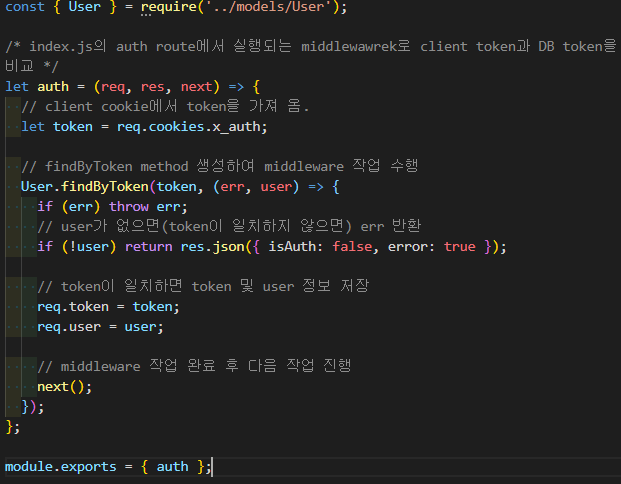 const { User } = require('../models/User');
/* index.js의 auth route에서 실행되는 middlewawrek로 client token과 DB token을
비교 */
let auth = (req, res, next) => {
// client cookie에서 token을 가져 옴.
let token = req.cookies.x_auth;
// findByToken method 생성하여 middleware 작업 수행
User.findByToken(token, (err, user) => {
if (err) throw err;
// user가 없으면(token이 일치하지 않으면) err 반환
if (!user) return res.json({ isAuth: false, error: true });
// token이 일치하면 token 및 user 정보 저장
req.token = token;
req.user = user;
// middleware 작업 완료 후 다음 작업 진행
next();
});
};
module.exports = { auth };